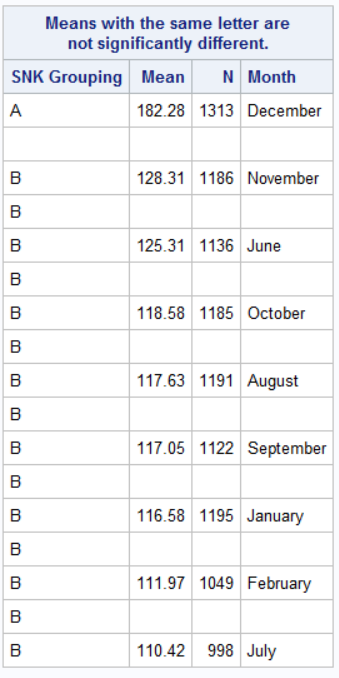 Means with the same letter are
not significantly different.
SNK Grouping Mean N Month
A 182.28 1313 December
B 128.31 1186 November
B
B 125.31 1136 June
B
B 118.58 1185 October
B
B 117.63 1191 August
B
B 117.05 1122 September
B
B 116.58 1195 January
B
B 111.97 1049 February
B
B 110.42 998 July